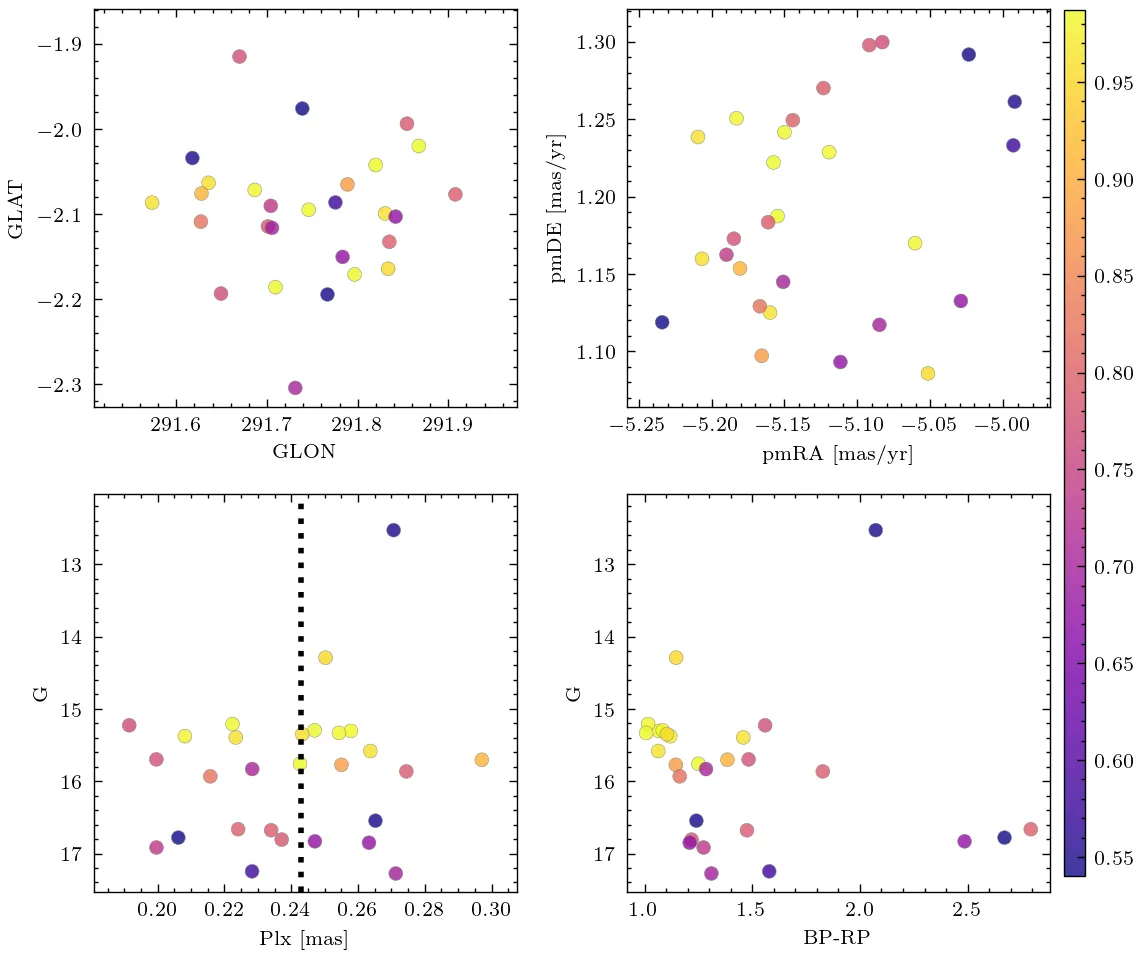 −1.9
−2.0
−2.1
−2.2
−2.3
GLAT
291.6 291.7 291.8 291.9
GLON
1.30
1.25
1.20
1.15
1.10
pmDE [mas/yr]
−5.25 −5.20 −5.15 −5.10 −5.05 −5.00
pmRA [mas/yr]
13
14
15
16
17
G
0.20 0.22 0.24 0.26 0.28 0.30
Plx [mas]
13
14
15
16
17
G
1.0 1.5 2.0 2.5
BP-RP
0.95
0.90
0.85
0.80
0.75
0.70
0.65
0.60
0.55